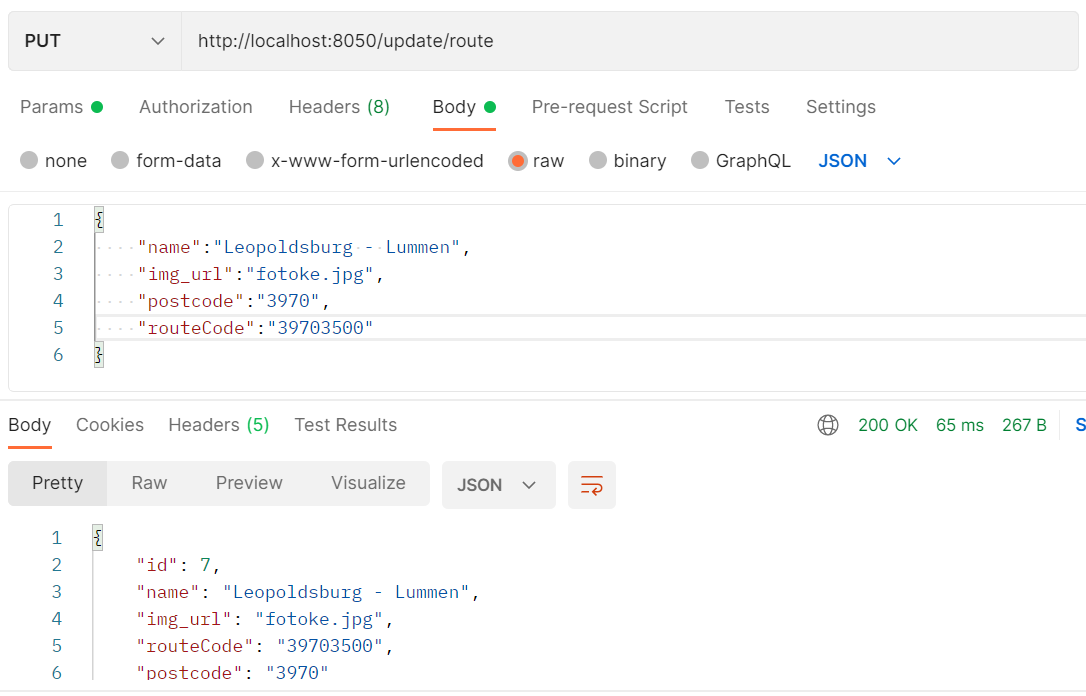 PUT http://localhost:8050/update/route
Params Authorization Headers (8) Body Pre-request Script Tests Settings
none form-data x-www-form-urlencoded raw binary GraphQL JSON
1 {
2 "name":"Leopoldsburg - Lummen",
3 "img_url":"fotoke.jpg",
4 "postcode":"3970",
5 "routeCode":"39703500"
6 }
Body Cookies Headers (5) Test Results 200 OK 65 ms 267 B S
Pretty Raw Preview Visualize JSON
1 {
2 "id": 7,
3 "name": "Leopoldsburg - Lummen",
4 "img_url": "fotoke.jpg",
5 "routeCode": "39703500",
6 "postcode": "3970"